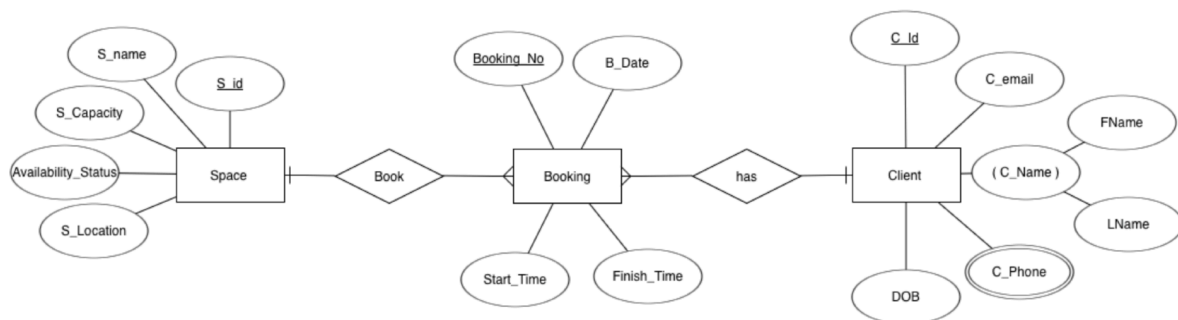 C_Id
S_name
Booking_No
B_Date
S_id
C_email
S_Capacity
FName
Availability_Status
Space
Book
Booking
has
Client
( C_Name )
S_Location
LName
Start_Time
Finish_Time
C_Phone
DOB